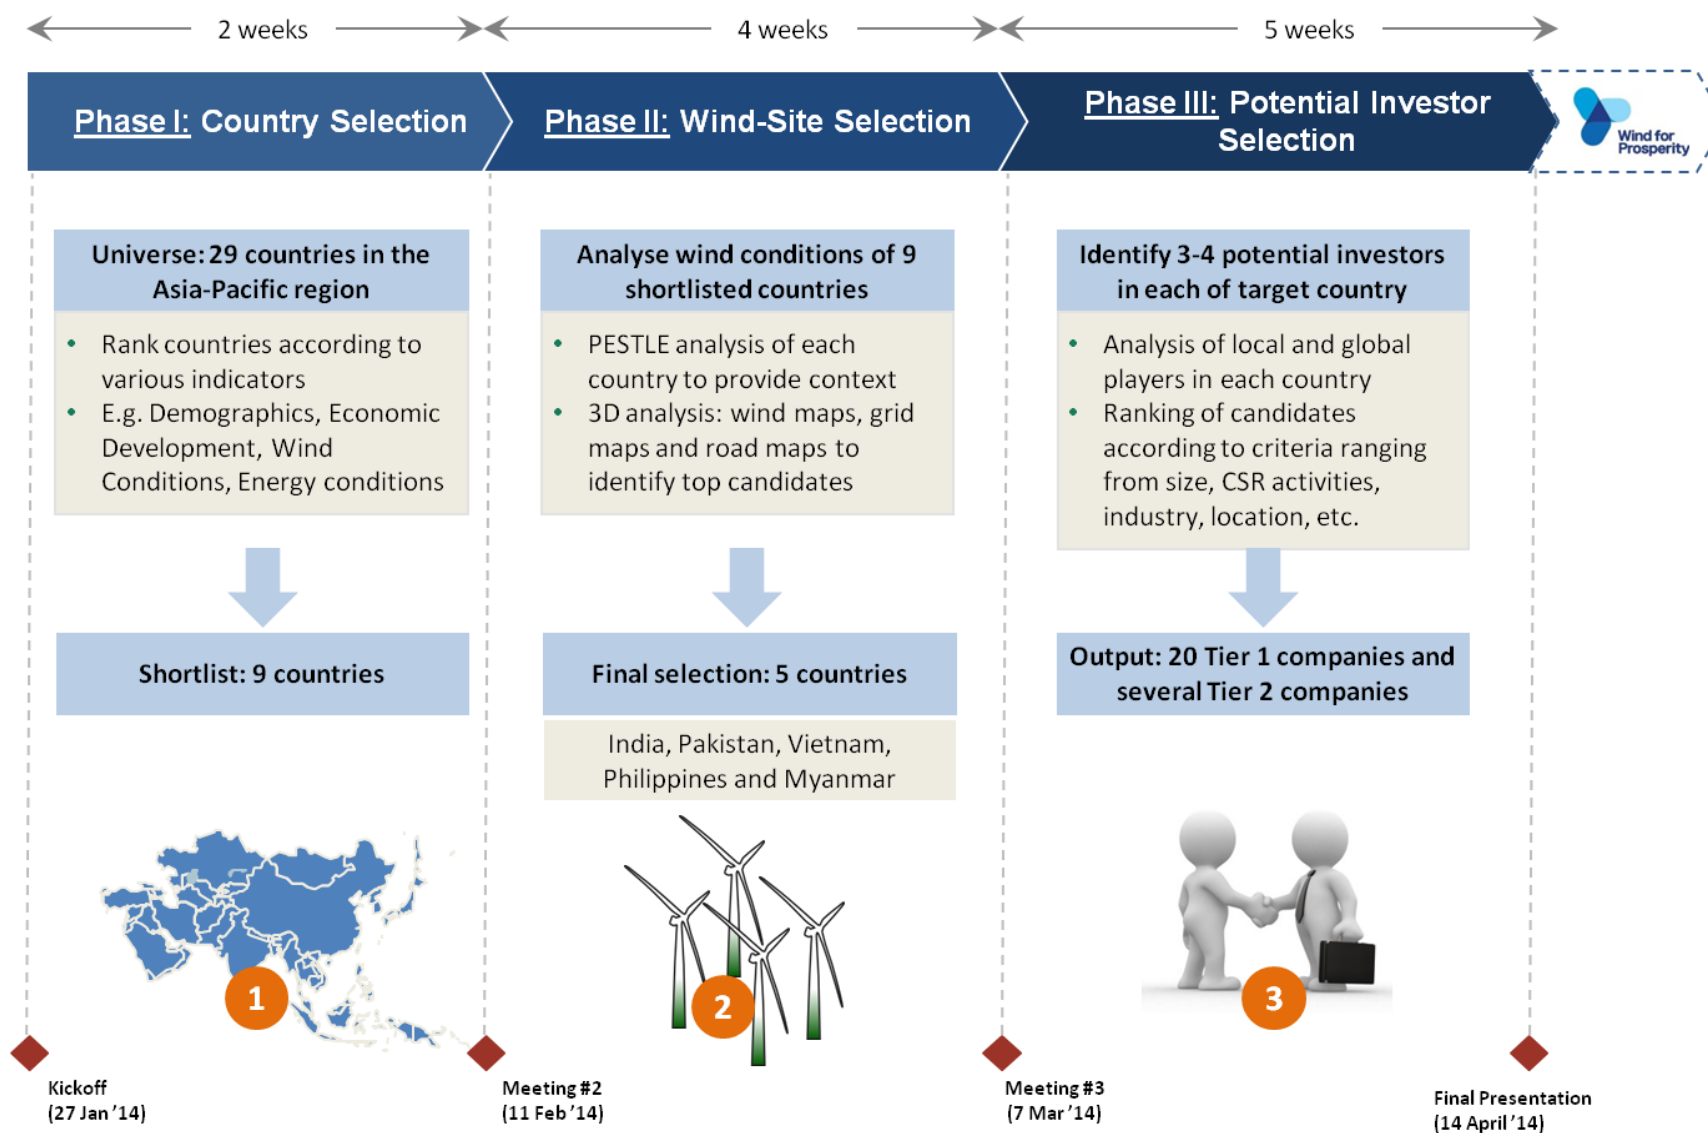 2 weeks
4 weeks
5 weeks
Phase I: Country Selection
Phase II: Wind-Site Selection
Phase III: Potential Investor
Selection
Wind for
Prosperity
Universe: 29 countries in the
Asia-Pacific region
• Rank countries according to
various indicators
• E.g. Demographics, Economic
Development, Wind
Conditions, Energy conditions
Shortlist: 9 countries
Analyse wind conditions of 9
shortlisted countries
• PESTLE analysis of each
country to provide context
• 3D analysis: wind maps, grid
maps and road maps to
identify top candidates
Final selection: 5 countries
India, Pakistan, Vietnam,
Philippines and Myanmar
Identify 3-4 potential investors
in each of target country
• Analysis of local and global
players in each country
• Ranking of candidates
according to criteria ranging
from size, CSR activities,
industry, location, etc.
Output: 20 Tier 1 companies and
several Tier 2 companies
1
2
3
Kickoff
(27 Jan ’14)
Meeting #2
(11 Feb ’14)
Meeting #3
(7 Mar ’14)
Final Presentation
(14 April ’14)